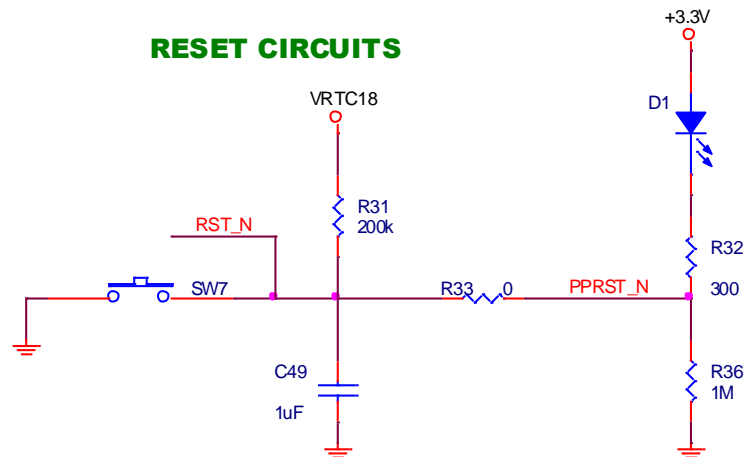 +3.3V
RESET CIRCUITS
VRTC18
D1
R31
200k
RST_N
R32
300
SW7
R33 0
PPRST_N
C49
1uF
R36
1M